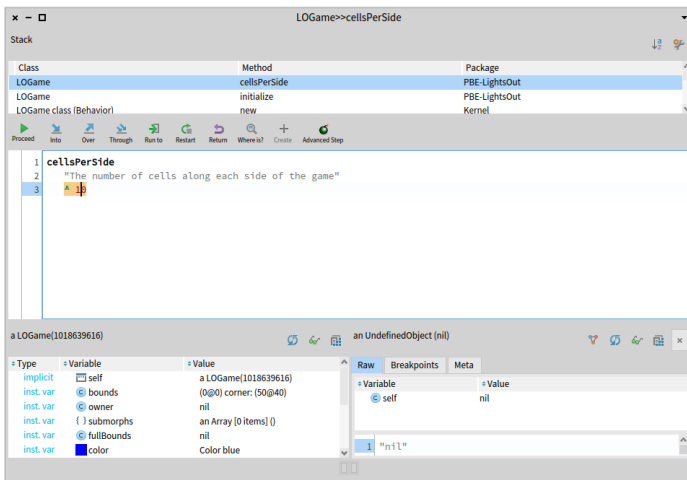 LOGame>>cellsPerSide
Stack
Class Method Package
LOGame cellsPerSide PBE-LightsOut
LOGame initialize PBE-LightsOut
LOGame class (Behavior) new Kernel
Proceed Into Over Through Run to Restart Return Where is? Create Advanced Step
1 cellsPerSide
2 "The number of cells along each side of the game"
3 ^ 10
a LOGame(1018639616) an UndefinedObject (nil)
Type Variable Value Raw Breakpoints Meta
implicit self a LOGame(1018639616) Variable Value
inst. var bounds (0@0) corner: (50@40) self nil
inst. var owner nil
inst. var submorphs an Array [0 items] ()
inst. var fullBounds nil
inst. var color Color blue 1 "nil"